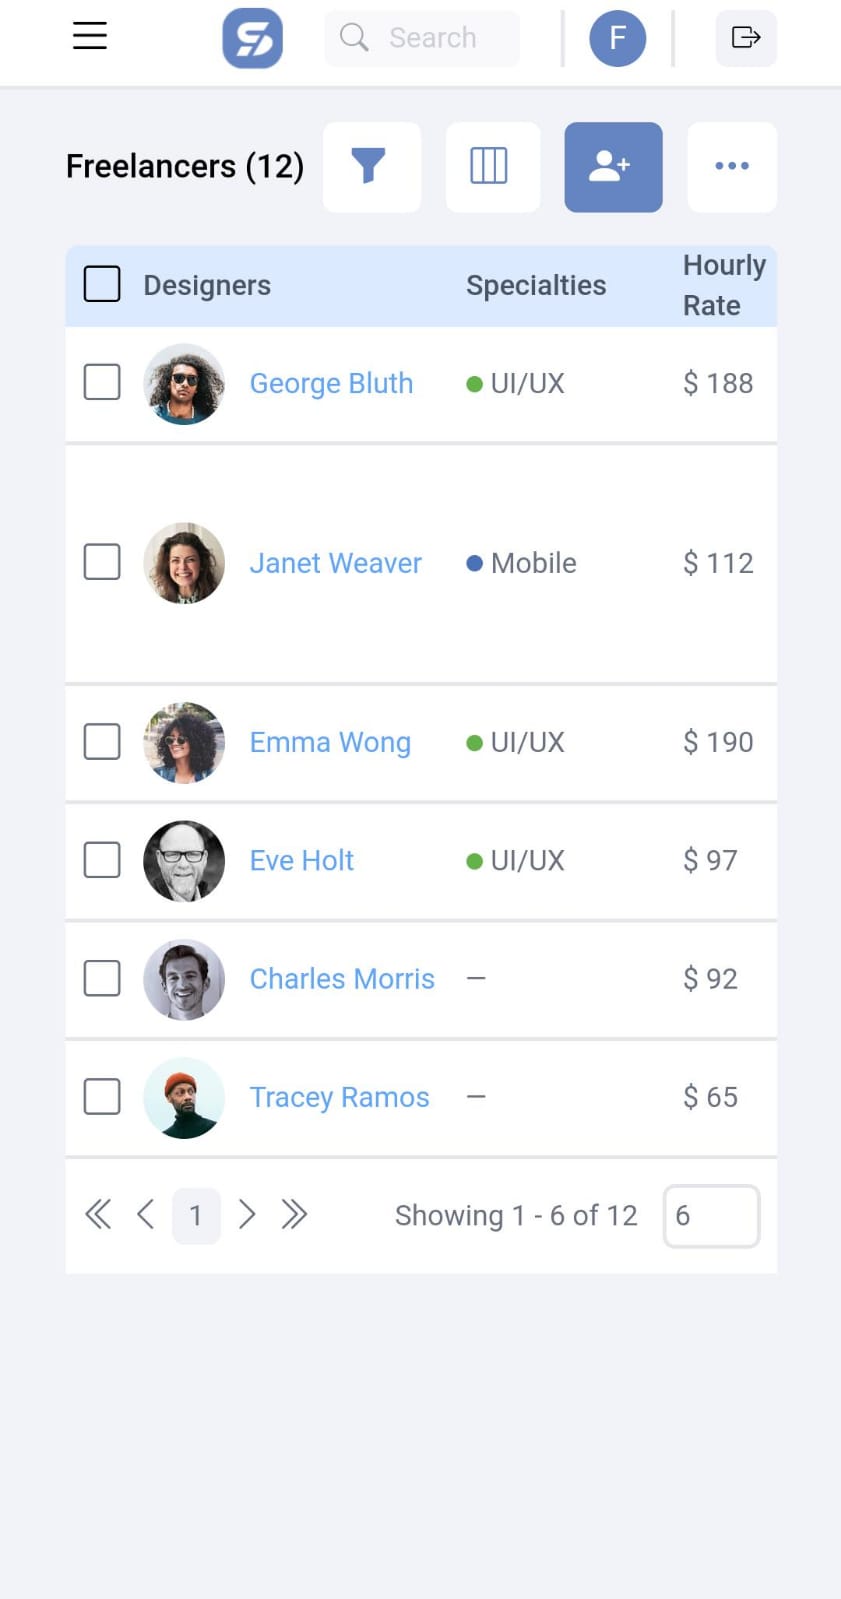 Search
F
Freelancers (12)
Designers Specialties Hourly Rate
George Bluth UI/UX $ 188
Janet Weaver Mobile $ 112
Emma Wong UI/UX $ 190
Eve Holt UI/UX $ 97
Charles Morris – $ 92
Tracey Ramos – $ 65
1 Showing 1 - 6 of 12 6